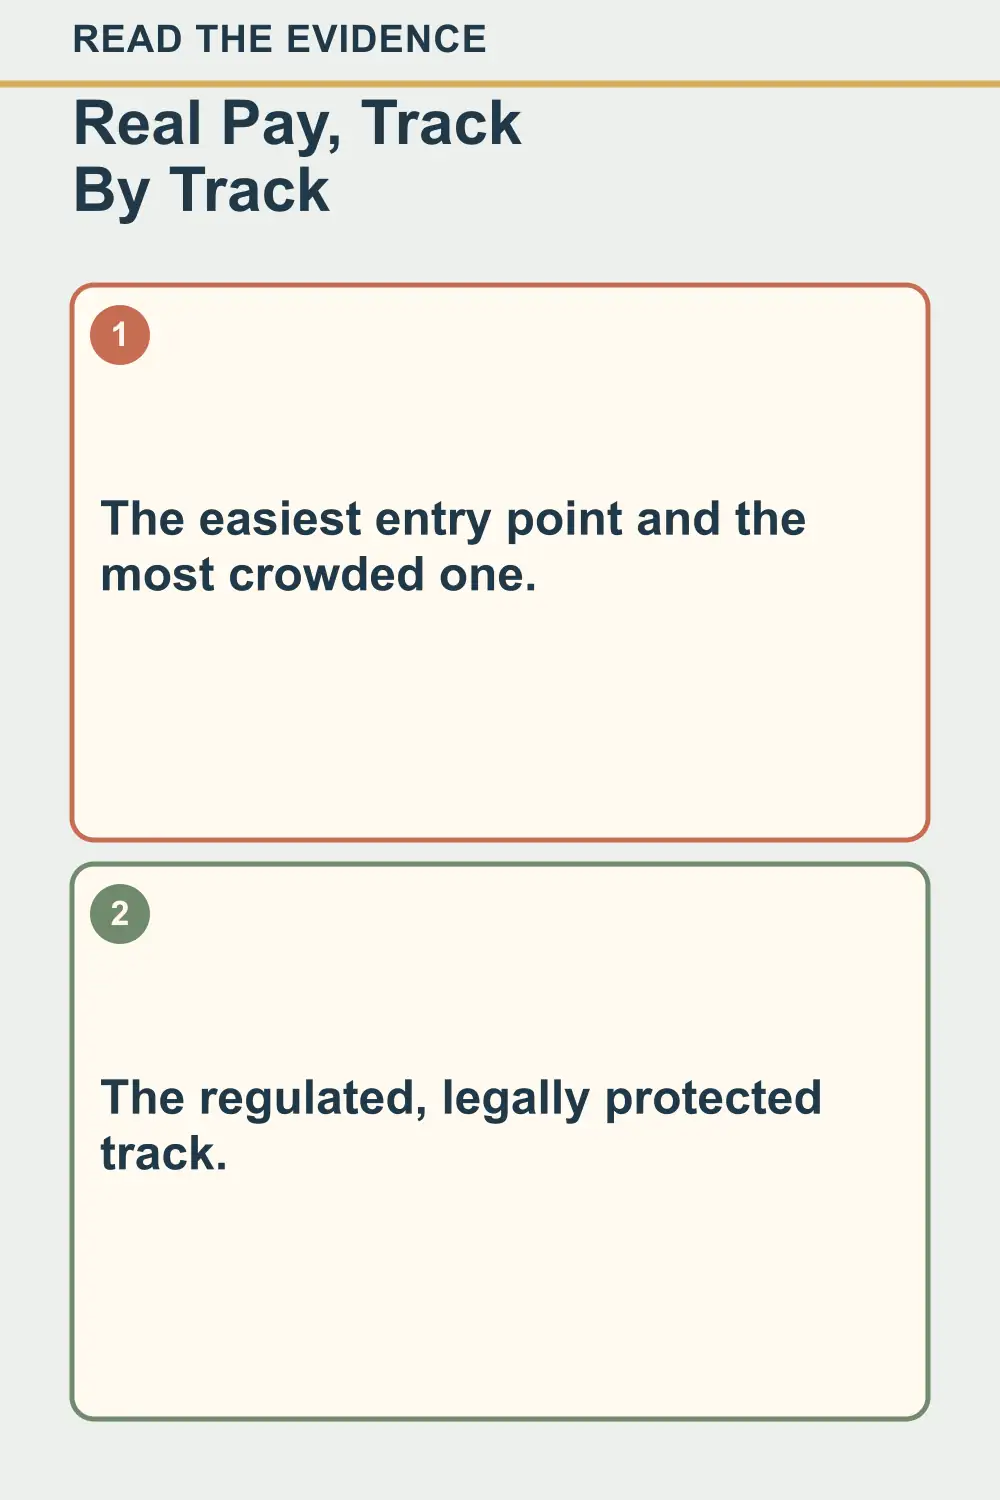 READ THE EVIDENCE
Real Pay, Track
By Track
1
The easiest entry point and the
most crowded one.
2
The regulated, legally protected
track.